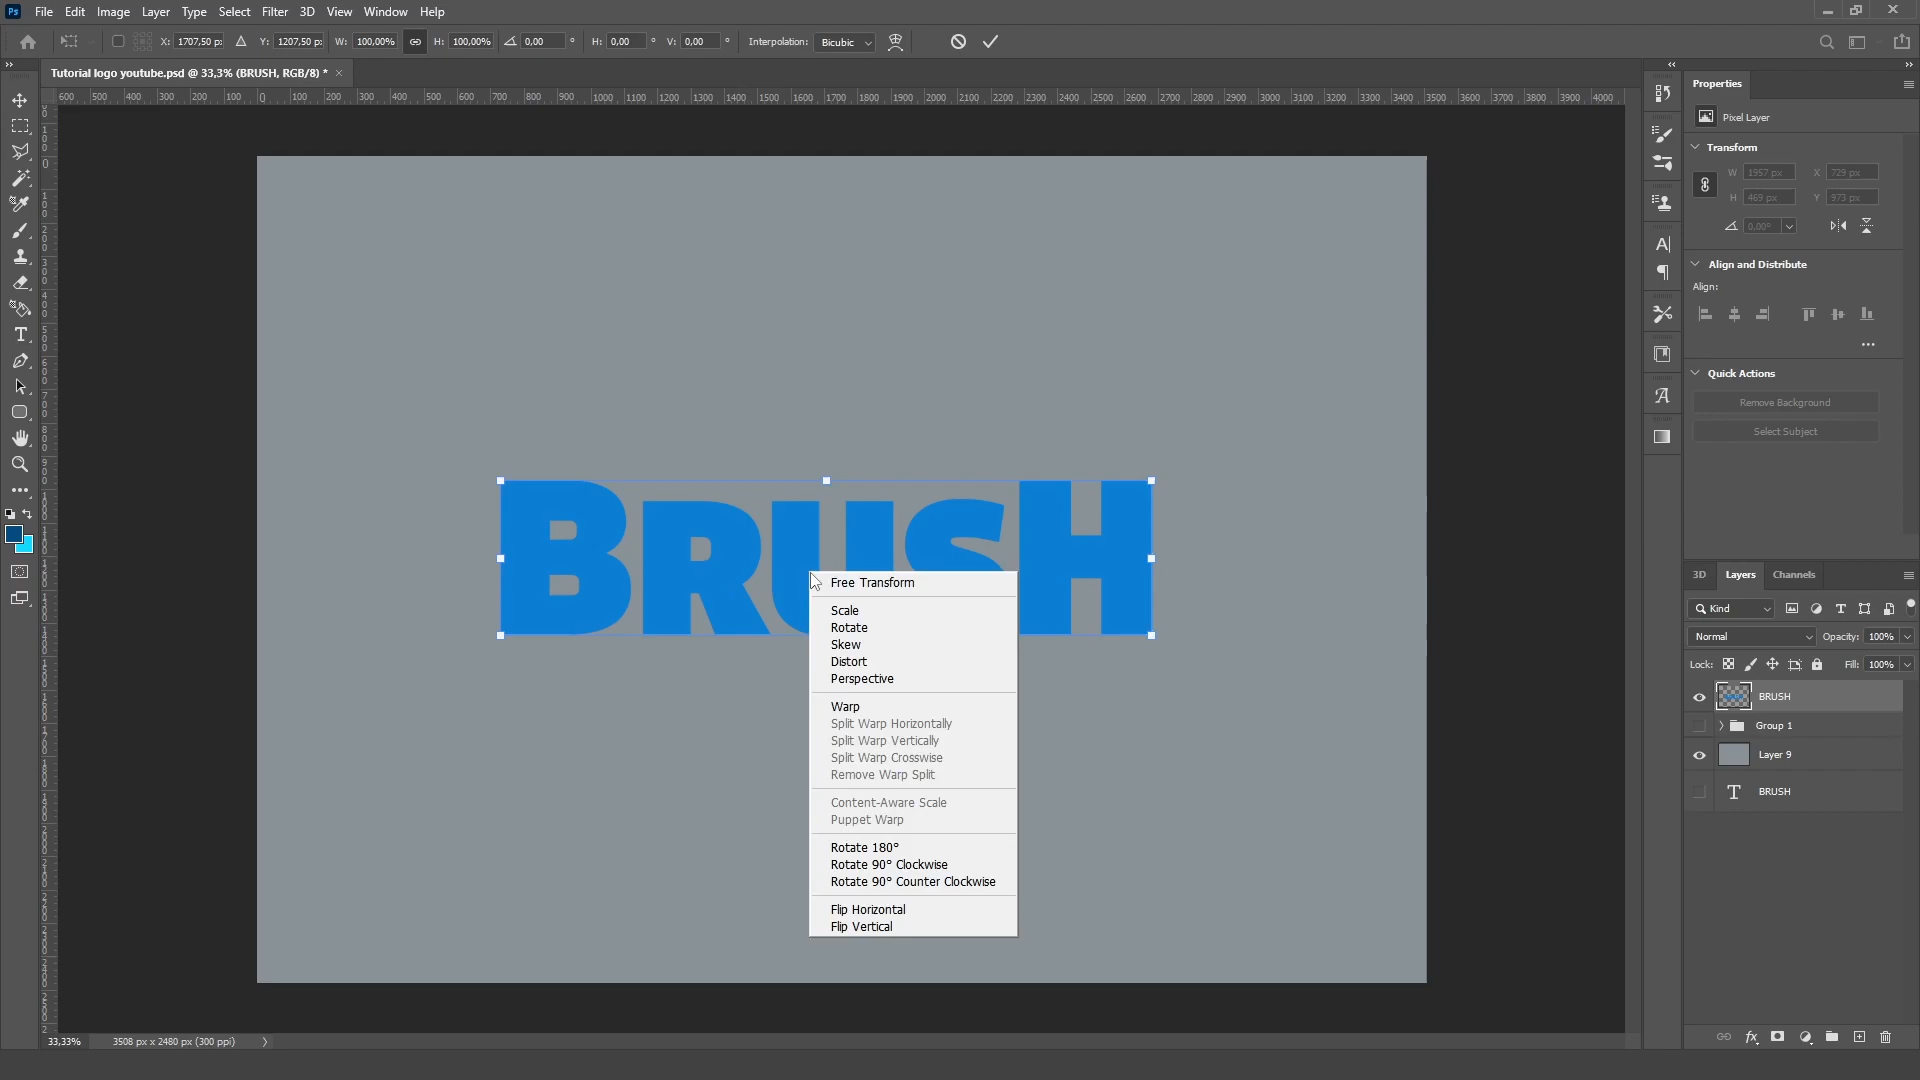 Ps File Edit Image Layer Type Select Filter 3D View Window Help
X: 1707,50 px Y: 1207,50 px W: 100,00% H: 100,00% 0,00 ° H: 0,00 ° V: 0,00 ° Interpolation: Bicubic
Tutorial logo youtube.psd @ 33,3% (BRUSH, RGB/8) * ×
600 500 400 300 200 100 0 100 200 300 400 500 600 700 800 900 1000 1100 1200 1300 1400 1500 1600 1700 1800 1900 2000 2100 2200 2300 2400 2500 2600 2700 2800 2900 3000 3100 3200 3300 3400 3500 3600 3700 3800 3900 4000
BRUSH
Free Transform
Scale
Rotate
Skew
Distort
Perspective
Warp
Split Warp Horizontally
Split Warp Vertically
Split Warp Crosswise
Remove Warp Split
Content-Aware Scale
Puppet Warp
Rotate 180°
Rotate 90° Clockwise
Rotate 90° Counter Clockwise
Flip Horizontal
Flip Vertical
33,33% 3508 px x 2480 px (300 ppi)
Properties
Pixel Layer
Transform
W 1957 px X 729 px
H 469 px Y 973 px
0,00°
Align and Distribute
Align:
Quick Actions
Remove Background
Select Subject
3D Layers Channels
Kind
Normal Opacity: 100%
Lock: Fill: 100%
BRUSH
Group 1
Layer 9
BRUSH